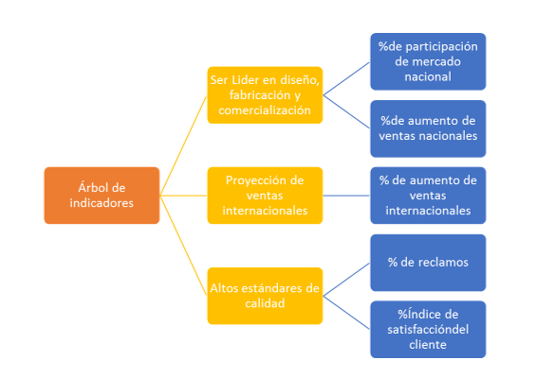 Árbol de
indicadores
Ser Lider en diseño,
fabricación y
comercialización
%de participación
de mercado
nacional
%de aumento de
ventas nacionales
Proyección de
ventas
internacionales
% de aumento de
ventas
internacionales
Altos estándares de
calidad
% de reclamos
%Índice de
satisfaccióndel
cliente